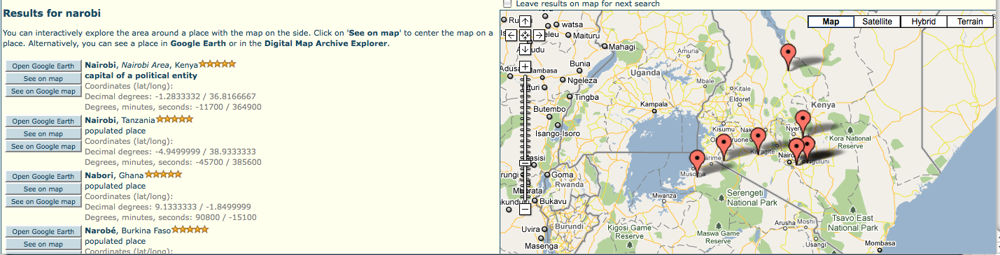 Results for narobi
You can interactively explore the area around a place with the map on the side. Click on 'See on map' to center the map on a
place. Alternatively, you can see a place in Google Earth or in the Digital Map Archive Explorer.
Open Google Earth
See on map
See on Google map
Nairobi, Nairobi Area, Kenya
capital of a political entity
Coordinates (lat/long):
Decimal degrees: -1.2833332 / 36.8166667
Degrees, minutes, seconds: -11700 / 364900
Open Google Earth
See on map
See on Google map
Nairobi, Tanzania
populated place
Coordinates (lat/long):
Decimal degrees: -4.9499999 / 38.9333333
Degrees, minutes, seconds: -45700 / 385600
Open Google Earth
See on map
See on Google map
Nabori, Ghana
populated place
Coordinates (lat/long):
Decimal degrees: 9.1333333 / -1.8499999
Degrees, minutes, seconds: 90800 / -15100
Open Google Earth
See on map
Narobé, Burkina Faso
populated place
Coordinates (lat/long):
Leave results on map for next search
Map
Satellite
Hybrid
Terrain
watsa
Maituru
Mahagi
Amuria
Bunia
Uganda
Ngeleza
Mbale
Kitale
Tingba
Eldoret
Kampala
Kenya
Butembo
Isango-Isoro
Kisumu
Kora National
Reserve
Karagite
Nguluni
Musoma
Goma
Rwanda
Mwanza
Serengeti
National Park
Bukavu
Arusha
Moshi
Tsavo East
National Park
Uvira
Burundi
Kigosi Game
Reserve
Maswa Game
Reserve
Usangi
Mombasa
Masenga